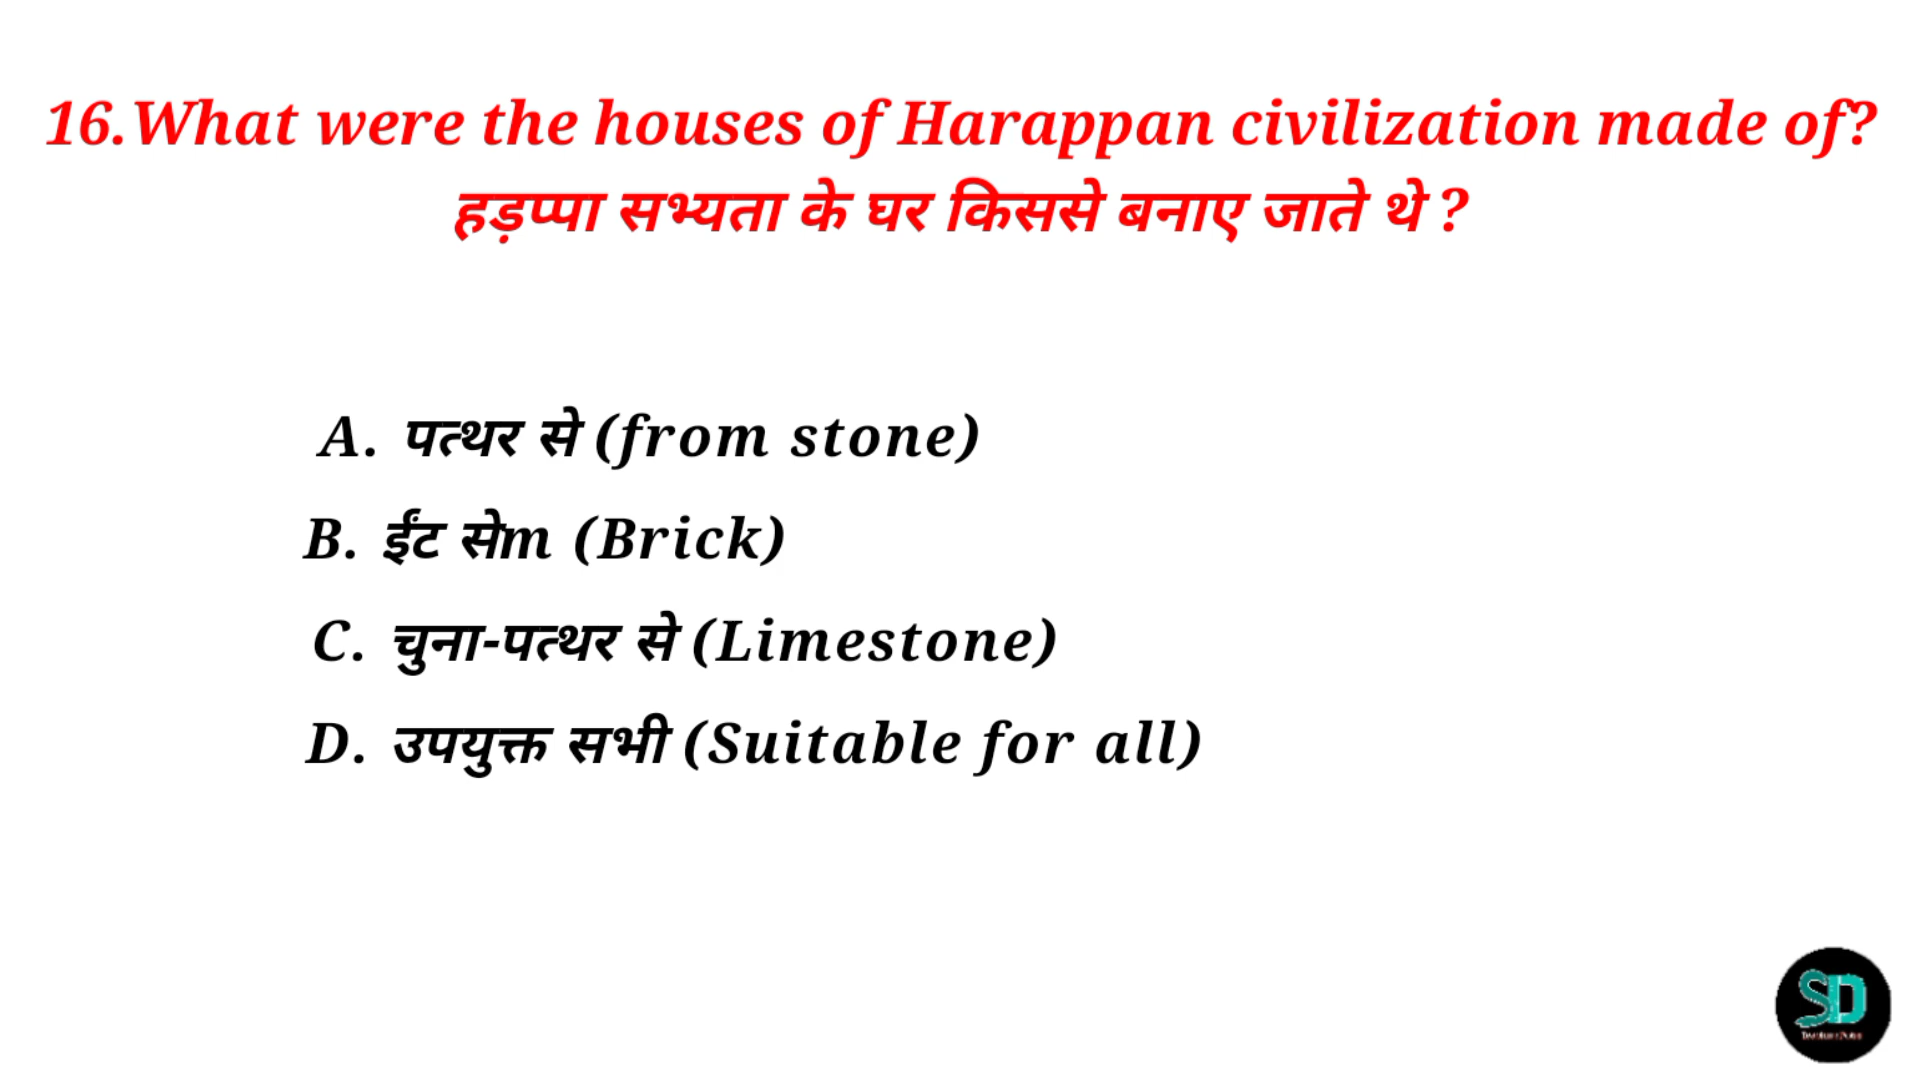 16.What were the houses of Harappan civilization made of?
हड़प्पा सभ्यता के घर किससे बनाए जाते थे ?
A. पत्थर से (from stone)
B. ईंट सेm (Brick)
C. चुना-पत्थर से (Limestone)
D. उपयुक्त सभी (Suitable for all)
SD